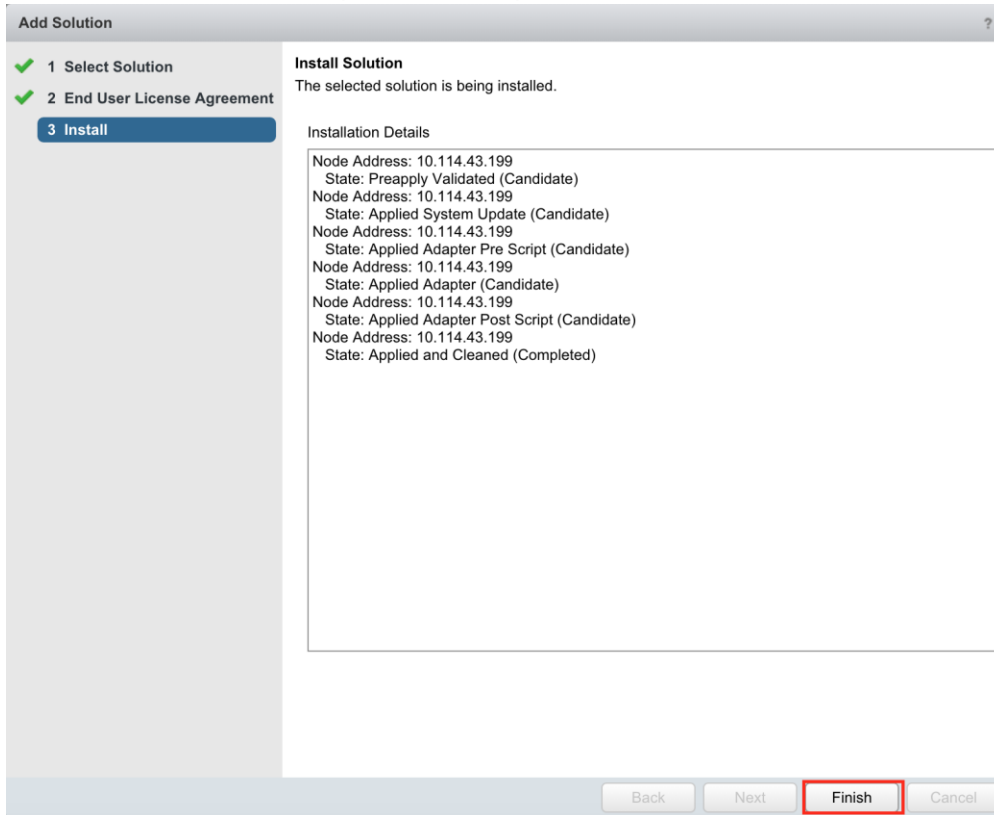 Add Solution
?
1 Select Solution
2 End User License Agreement
3 Install
Install Solution
The selected solution is being installed.
Installation Details
Node Address: 10.114.43.199
State: Preapply Validated (Candidate)
Node Address: 10.114.43.199
State: Applied System Update (Candidate)
Node Address: 10.114.43.199
State: Applied Adapter Pre Script (Candidate)
Node Address: 10.114.43.199
State: Applied Adapter (Candidate)
Node Address: 10.114.43.199
State: Applied Adapter Post Script (Candidate)
Node Address: 10.114.43.199
State: Applied and Cleaned (Completed)
Back Next Finish Cancel